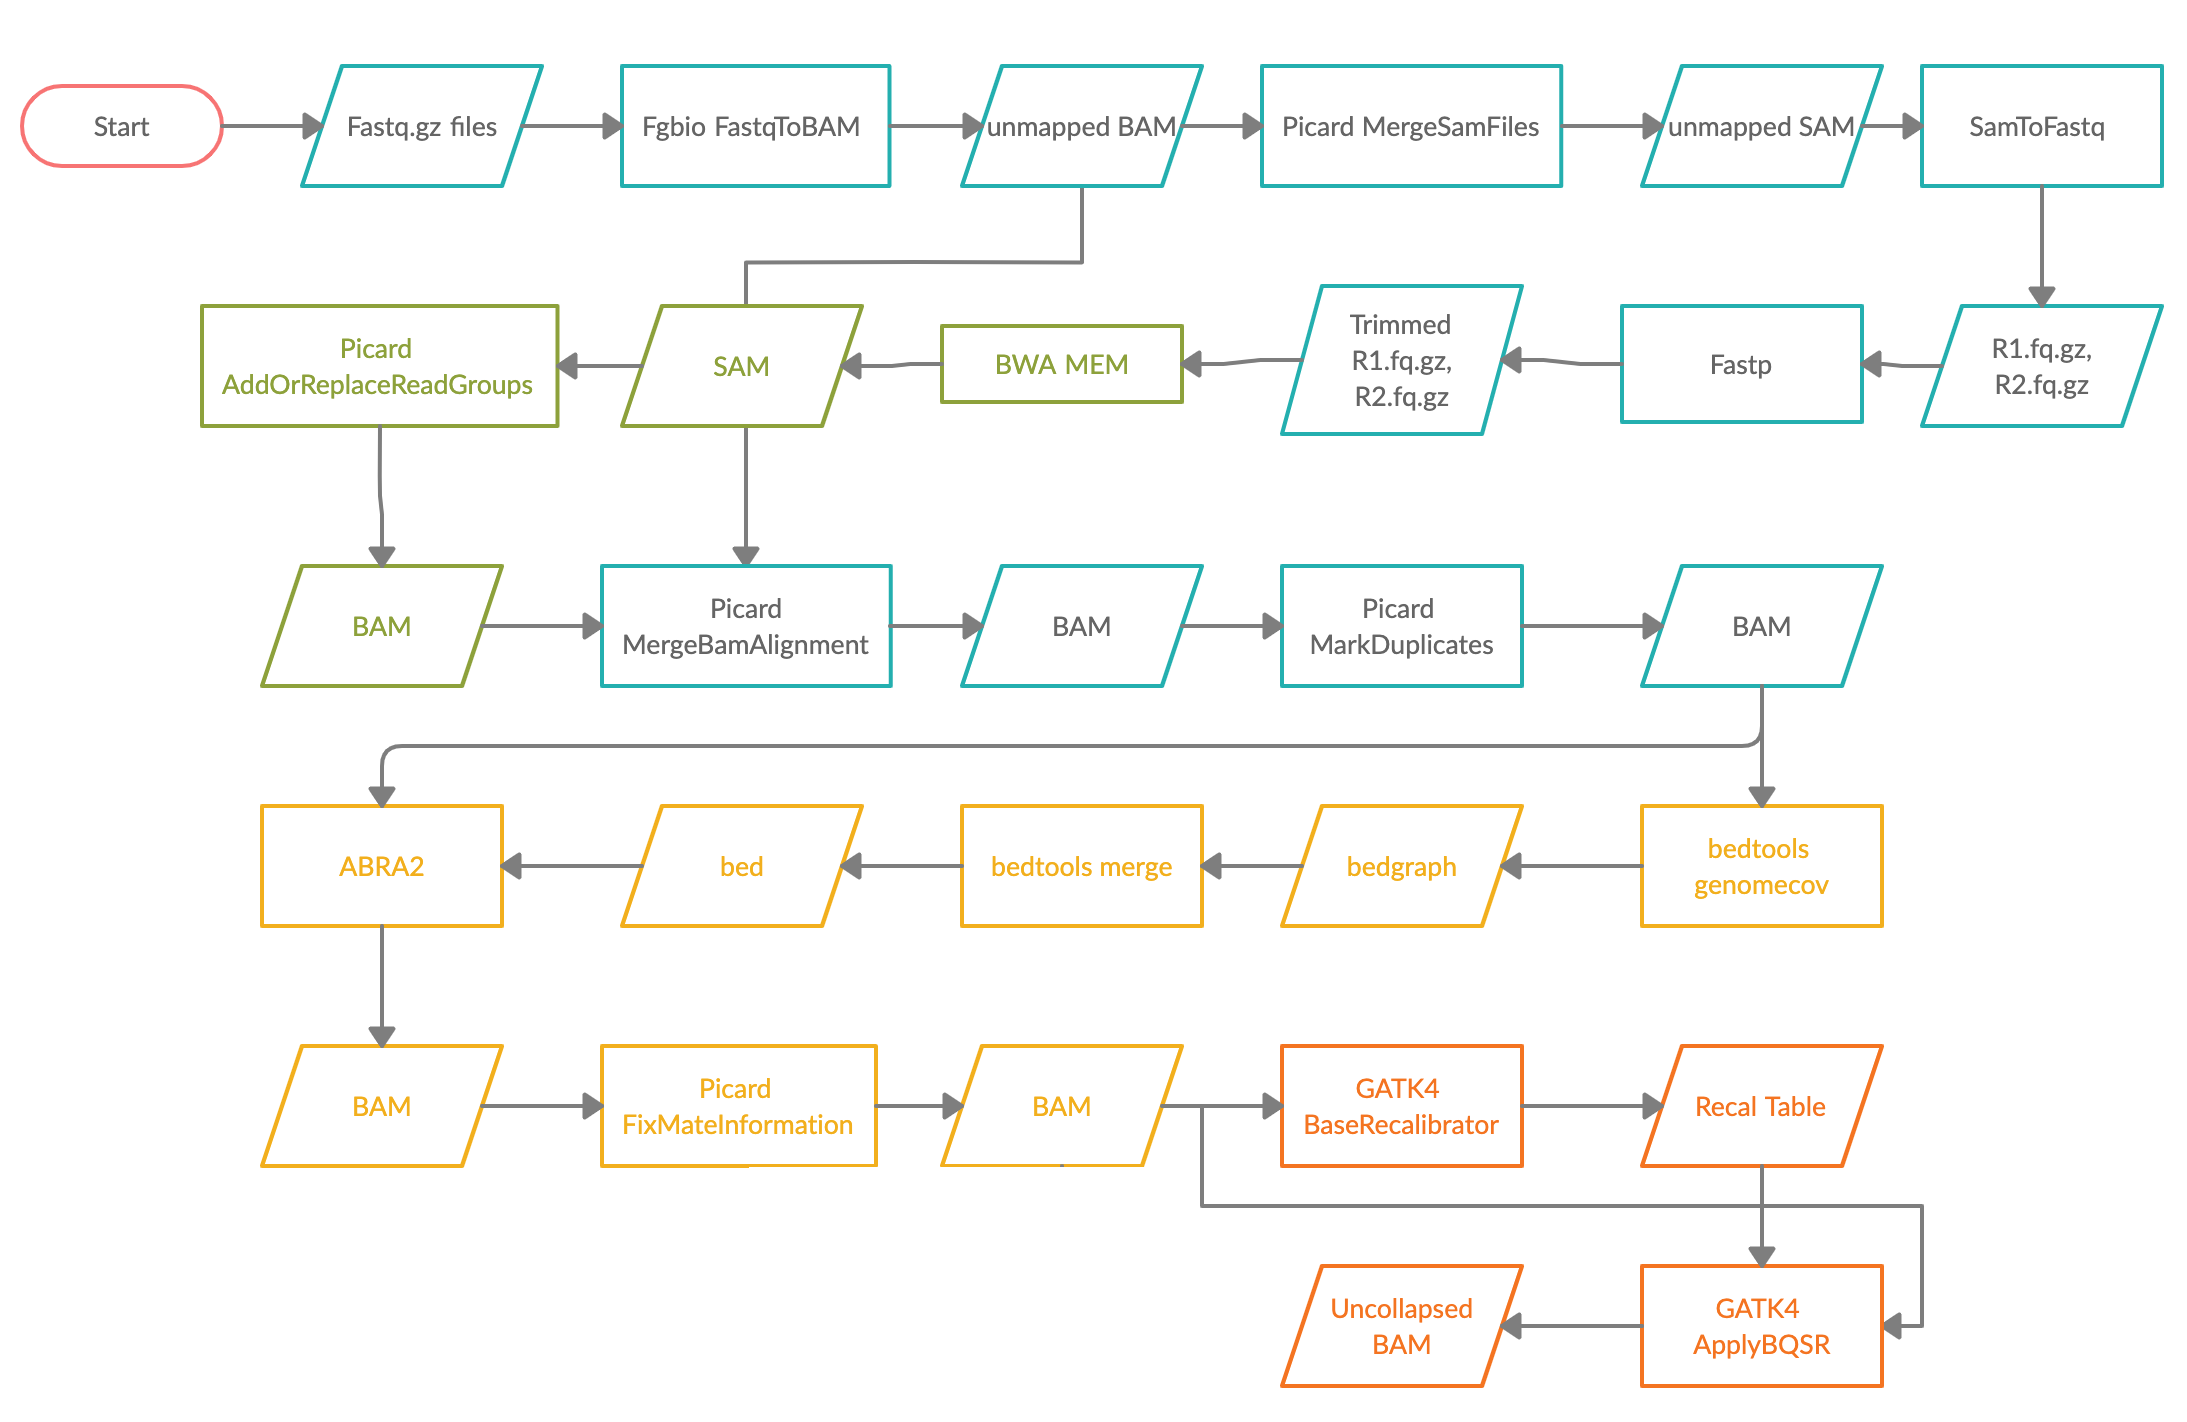 Start
Fastq.gz files
Fgbio FastqToBAM
unmapped BAM
Picard MergeSamFiles
unmapped SAM
SamToFastq
Picard
AddOrReplaceReadGroups
SAM
BWA MEM
Trimmed
R1.fq.gz,
R2.fq.gz
Fastp
R1.fq.gz,
R2.fq.gz
BAM
Picard
MergeBamAlignment
BAM
Picard
MarkDuplicates
BAM
ABRA2
bed
bedtools merge
bedgraph
bedtools
genomecov
BAM
Picard
FixMateInformation
BAM
GATK4
BaseRecalibrator
Recal Table
Uncollapsed
BAM
GATK4
ApplyBQSR